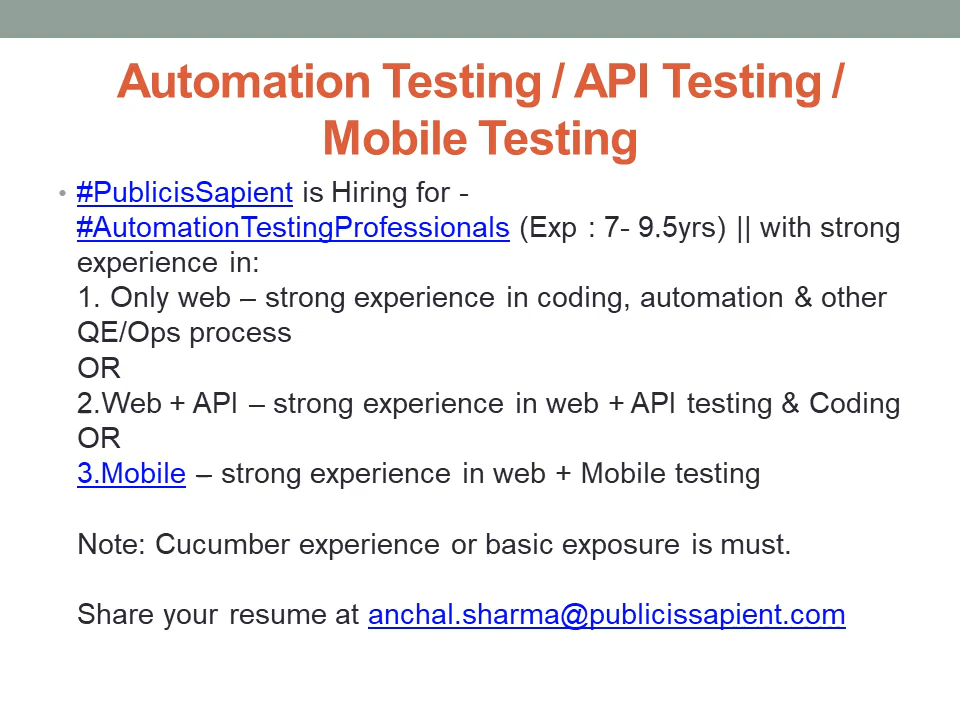 Automation Testing / API Testing /
Mobile Testing
• #PublicisSapient is Hiring for -
#AutomationTestingProfessionals (Exp : 7- 9.5yrs) || with strong
experience in:
1. Only web – strong experience in coding, automation & other
QE/Ops process
OR
2.Web + API – strong experience in web + API testing & Coding
OR
3.Mobile – strong experience in web + Mobile testing
Note: Cucumber experience or basic exposure is must.
Share your resume at anchal.sharma@publicissapient.com